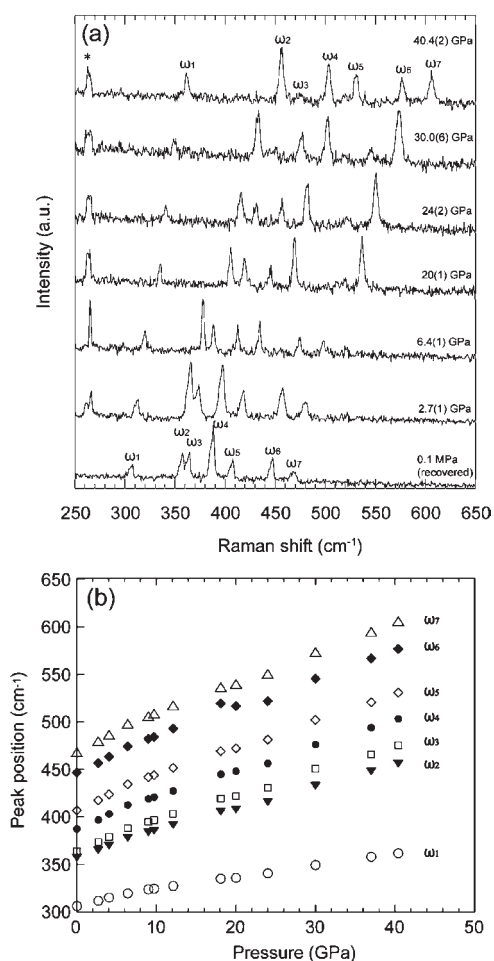 (a)
40.4(2) GPa
*
ω1
ω2
ω3
ω4
ω5
ω6
ω7
30.0(6) GPa
24(2) GPa
20(1) GPa
6.4(1) GPa
2.7(1) GPa
ω1
ω2
ω3
ω4
ω5
ω6
ω7
0.1 MPa
(recovered)
Intensity (a.u.)
250 300 350 400 450 500 550 600 650
Raman shift (cm-1)
(b)
650
600
550
500
450
400
350
300
ω7
ω6
ω5
ω4
ω3
ω2
ω1
Peak position (cm-1)
0 10 20 30 40 50
Pressure (GPa)